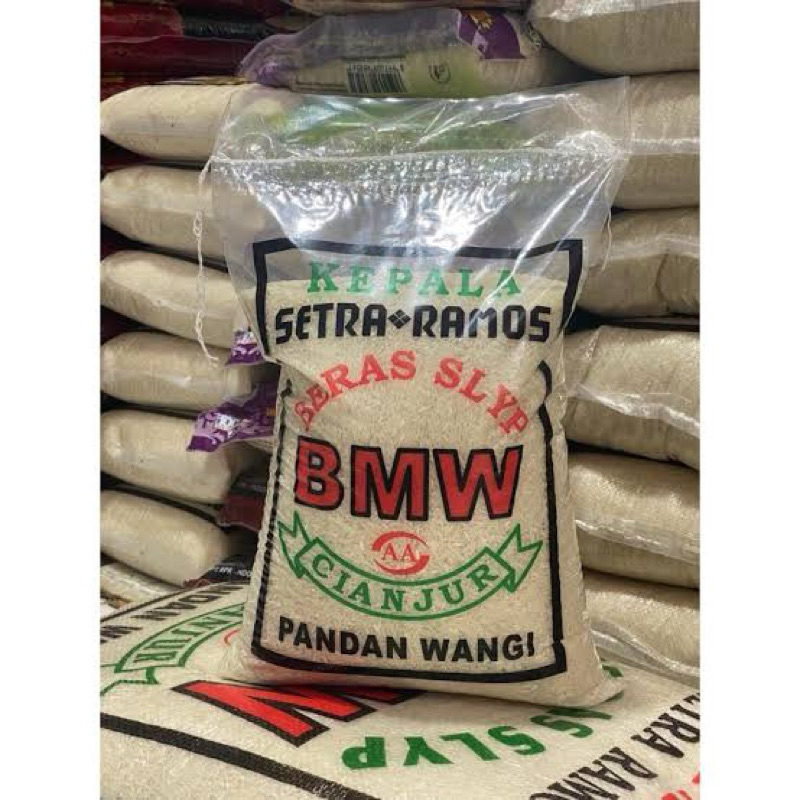 KEPALA
SETRA RAMOS
BERAS SLYP
BMW
AA
CIANJUR
PANDAN WANGI